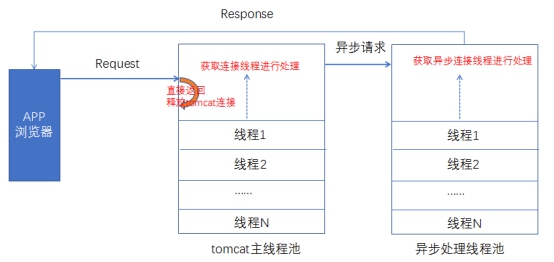 Response
Request
异步请求
获取连接线程进行处理
获取异步连接线程进行处理
直接返回
释放tomcat连接
APP
浏览器
线程1
线程2
......
线程N
线程1
线程2
......
线程N
tomcat主线程池
异步处理线程池